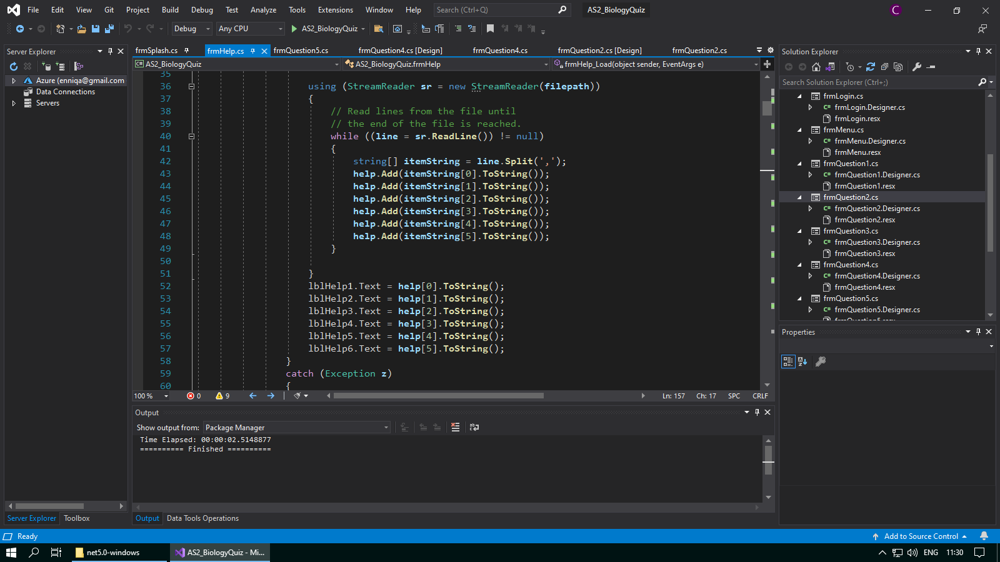 File Edit View Git Project Build Debug Test Analyze Tools Extensions Window Help Search (Ctrl+Q) AS2_BiologyQuiz C
Debug Any CPU AS2_BiologyQuiz
Server Explorer
Azure (enniqa@gmail.com
Data Connections
Servers
Server Explorer Toolbox
frmSplash.cs frmHelp.cs frmQuestion5.cs frmQuestion4.cs [Design] frmQuestion4.cs frmQuestion2.cs [Design] frmQuestion2.cs
C# AS2_BiologyQuiz AS2_BiologyQuiz.frmHelp frmHelp_Load(object sender, EventArgs e)
35
36 using (StreamReader sr = new StreamReader(filepath))
37 {
38 // Read lines from the file until
39 // the end of the file is reached.
40 while ((line = sr.ReadLine()) != null)
41 {
42 string[] itemString = line.Split(',');
43 help.Add(itemString[0].ToString());
44 help.Add(itemString[1].ToString());
45 help.Add(itemString[2].ToString());
46 help.Add(itemString[3].ToString());
47 help.Add(itemString[4].ToString());
48 help.Add(itemString[5].ToString());
49 }
50
51 }
52 lblHelp1.Text = help[0].ToString();
53 lblHelp2.Text = help[1].ToString();
54 lblHelp3.Text = help[2].ToString();
55 lblHelp4.Text = help[3].ToString();
56 lblHelp5.Text = help[4].ToString();
57 lblHelp6.Text = help[5].ToString();
58 }
59 catch (Exception z)
60 {
100 % 0 9 Ln: 157 Ch: 17 SPC CRLF
Output
Show output from: Package Manager
Time Elapsed: 00:00:02.5148877
========== Finished ==========
Output Data Tools Operations
Solution Explorer
Search Solution Explorer (Ctrl+;)
frmLogin.cs
C# frmLogin.Designer.cs
frmLogin.resx
frmMenu.cs
C# frmMenu.Designer.cs
frmMenu.resx
frmQuestion1.cs
C# frmQuestion1.Designer.cs
frmQuestion1.resx
frmQuestion2.cs
C# frmQuestion2.Designer.cs
frmQuestion2.resx
frmQuestion3.cs
C# frmQuestion3.Designer.cs
frmQuestion3.resx
frmQuestion4.cs
C# frmQuestion4.Designer.cs
frmQuestion4.resx
frmQuestion5.cs
C# frmQuestion5.Designer.cs
frmQuestion5.resx
Properties
Ready Add to Source Control
net5.0-windows AS2_BiologyQuiz - Mi... ENG 11:30